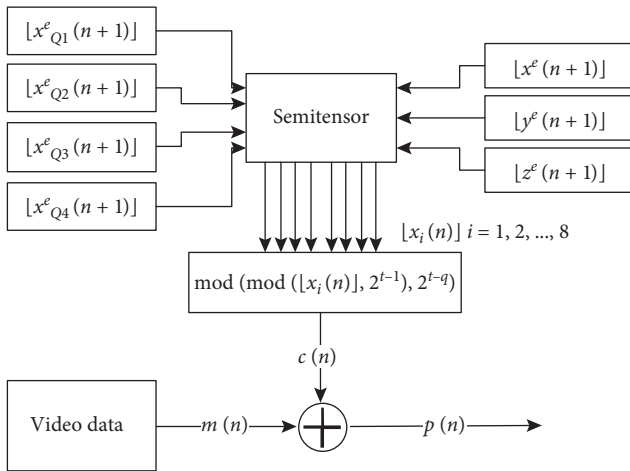 ⌊x^e_Q1 (n + 1)⌋
⌊x^e_Q2 (n + 1)⌋
⌊x^e_Q3 (n + 1)⌋
⌊x^e_Q4 (n + 1)⌋
Semitensor
⌊x^e (n + 1)⌋
⌊y^e (n + 1)⌋
⌊z^e (n + 1)⌋
⌊x_i (n)⌋ i = 1, 2, ..., 8
mod (mod (⌊x_i (n)⌋, 2^{t–1}), 2^{t–q})
c (n)
Video data
m (n)
p (n)